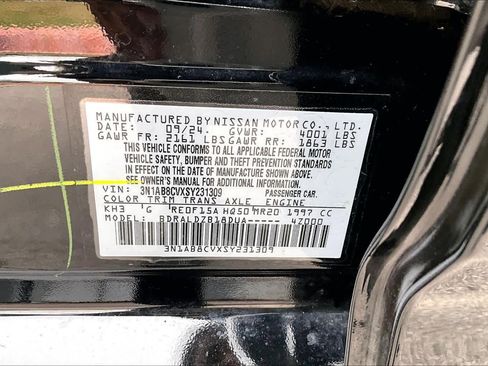 MANUFACTURED BY NISSAN MOTOR CO., LTD.
DATE: 09/24 GVWR: 4001 LBS
GAWR FR: 2161 LBS GAWR RR: 1863 LBS
THIS VEHICLE CONFORMS TO ALL APPLICABLE FEDERAL MOTOR
VEHICLE SAFETY, BUMPER AND THEFT PREVENTION STANDARDS
IN EFFECT ON THE DATE OF MANUFACTURE SHOWN ABOVE.
SEE OWNER'S MANUAL FOR ADDITIONAL INFORMATION.
VIN: 3N1AB8CVXSY231309 PASSENGER CAR.
COLOR TRIM TRANS AXLE ENGINE
KH3 G RE0F15A HQ50 MR20 1997 CC
MODEL: BDRALDZB18DUA----- 4Z000
3N1AB8CVXSY231309